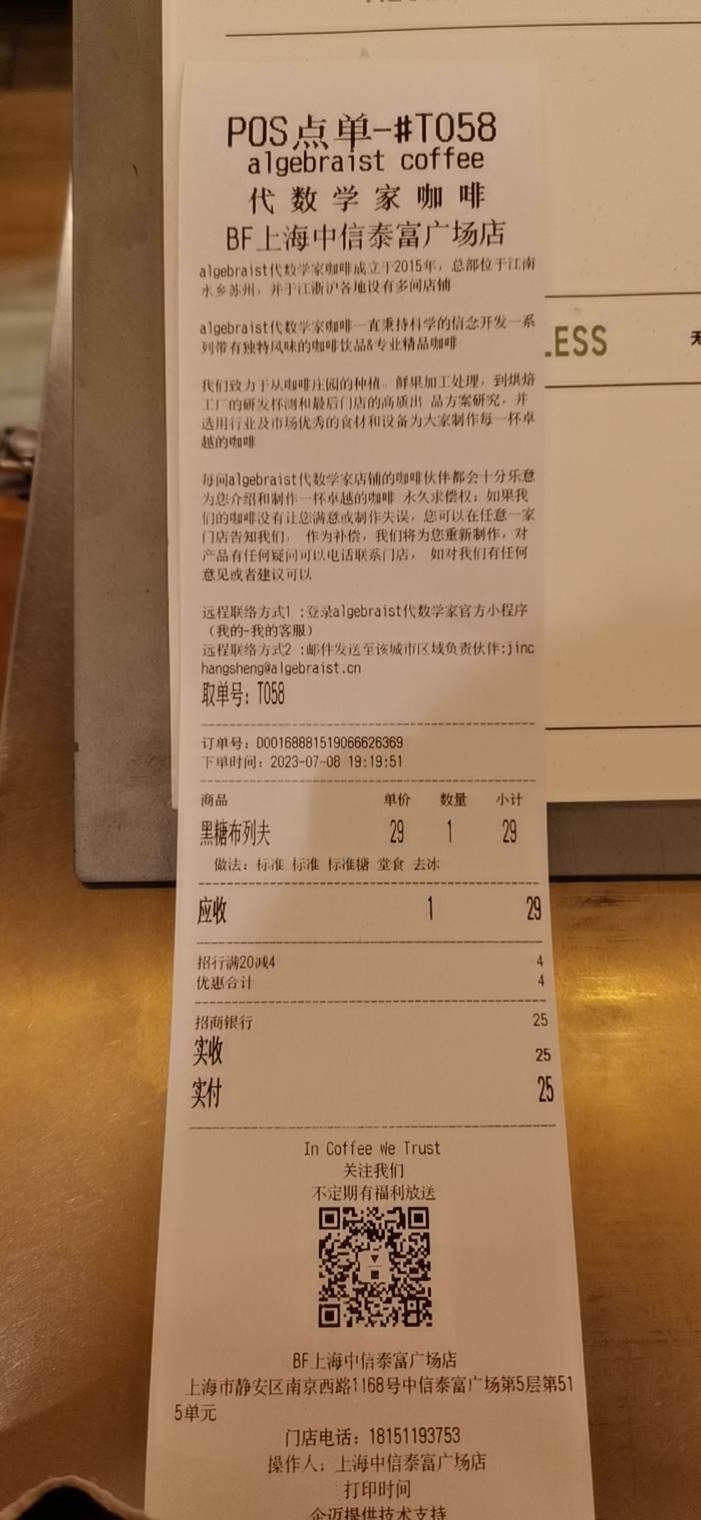 POS点单-#T058
algebraist coffee
代数学家咖啡
BF上海中信泰富广场店
algebraist代数学家咖啡成立于2015年，总部位于江南
水乡苏州，并于江浙沪各地设有多间店铺
algebraist代数学家咖啡一直秉持科学的信念开发一系
列带有独特风味的咖啡饮品&专业精品咖啡
我们致力于从咖啡庄园的种植。鲜果加工处理，到烘焙
工厂的研发杯测和最后门店的高质出 品方案研究，并
选用行业及市场优秀的食材和设备为大家制作每一杯卓
越的咖啡
每间algebraist代数学家店铺的咖啡伙伴都会十分乐意
为您介绍和制作一杯卓越的咖啡 永久求偿权：如果我
们的咖啡没有让您满意或制作失误，您可以在任意一家
门店告知我们， 作为补偿，我们将为您重新制作，对
产品有任何疑问可以电话联系门店， 如对我们有任何
意见或者建议可以
远程联络方式1 :登录algebraist代数学家官方小程序
（我的-我的客服）
远程联络方式2 :邮件发送至该城市区域负责伙伴:jinc
hangsheng@algebraist.cn
取单号: T058
订单号: D00168881519066626369
下单时间: 2023-07-08 19:19:51
商品 单价 数量 小计
黑糖布列夫 29 1 29
做法: 标准 标准 标准糖 堂食 去冰
应收 1 29
招行满20减4 4
优惠合计 4
招商银行 25
实收 25
实付 25
In Coffee We Trust
关注我们
不定期有福利放送
BF上海中信泰富广场店
上海市静安区南京西路1168号中信泰富广场第5层第51
5单元
门店电话: 18151193753
操作人: 上海中信泰富广场店
打印时间
企迈提供技术支持
LESS
无